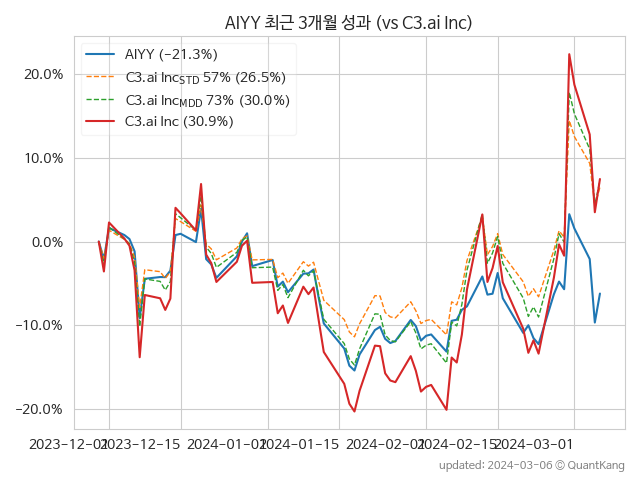 AIYY 최근 3개월 성과 (vs C3.ai Inc)
AIYY (−21.3%)
C3.ai IncSTD 57% (26.5%)
C3.ai IncMDD 73% (30.0%)
C3.ai Inc (30.9%)
20.0%
10.0%
0.0%
−10.0%
−20.0%
2023-12-01 2023-12-15 2024-01-01 2024-01-15 2024-02-01 2024-02-15 2024-03-01
updated: 2024-03-06 © QuantKang